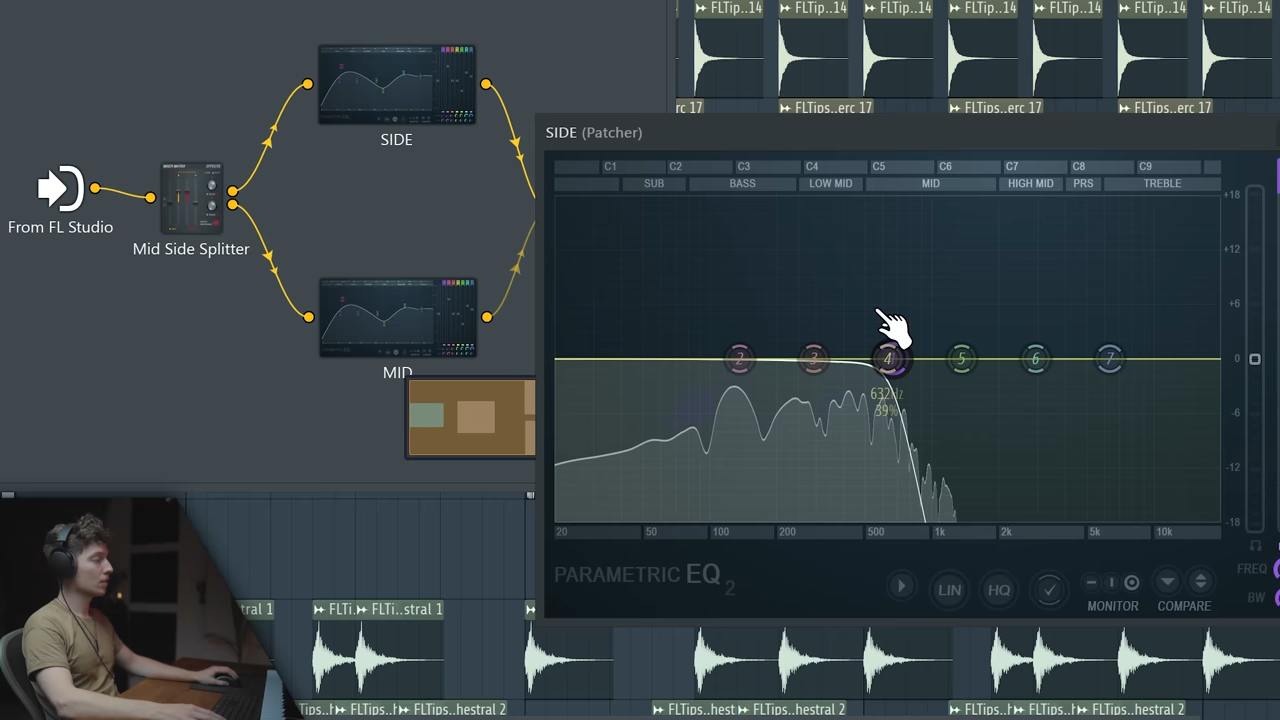 FLTip..14 FLTip..14 FLTip..14 FLTip..14 FLTip..14 FLTip..14 FLTip..14
rc 17 FLTips..erc 17 FLTips..erc 17 FLTips..erc 17
SIDE
From FL Studio
Mid Side Splitter
MID
SIDE (Patcher)
C1 C2 C3 C4 C5 C6 C7 C8 C9
SUB BASS LOW MID MID HIGH MID PRS TREBLE
+18
+12
+6
0
-6
-12
-18
2 3 4 5 6 7
632Hz
39%
20 50 100 200 500 1k 2k 5k 10k
PARAMETRIC EQ 2
LIN HQ
MONITOR COMPARE
FREQ
BW
tral 1 FLTi..FLTi..stral 1
FLTips..hestral 2 FLTips..hest FLTips..hestral 2 FLTips..hestral 2